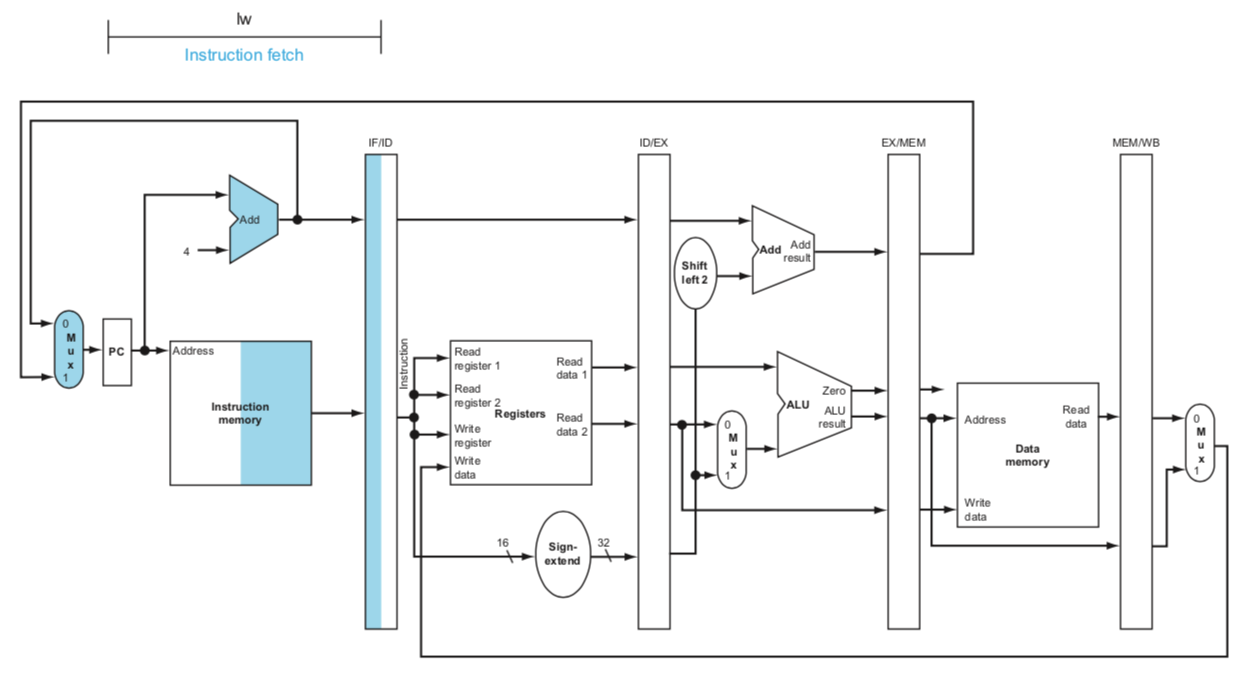 lw
Instruction fetch
IF/ID
ID/EX
EX/MEM
MEM/WB
Add
4
Shift
left 2
Add
Add
result
0
M
u
x
1
PC
Address
Instruction
memory
Instruction
Read
register 1
Read
register 2
Write
register
Write
data
Registers
Read
data 1
Read
data 2
16
Sign-
extend
32
0
M
u
x
1
ALU
Zero
ALU
result
Address
Read
data
Data
memory
Write
data
0
M
u
x
1